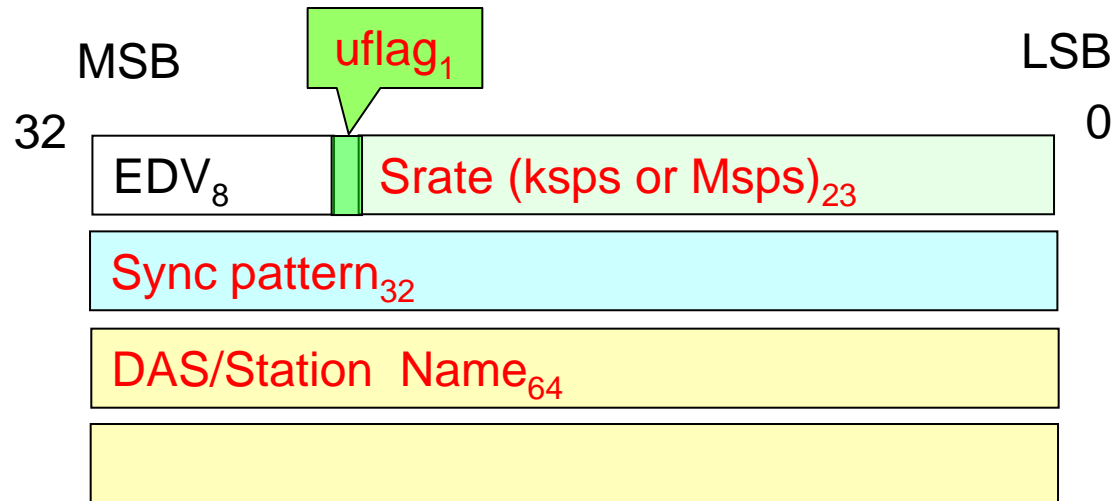 MSB
uflag₁
LSB
32
0
EDV₈
Srate (ksps or Msps)₂₃
Sync pattern₃₂
DAS/Station Name₆₄